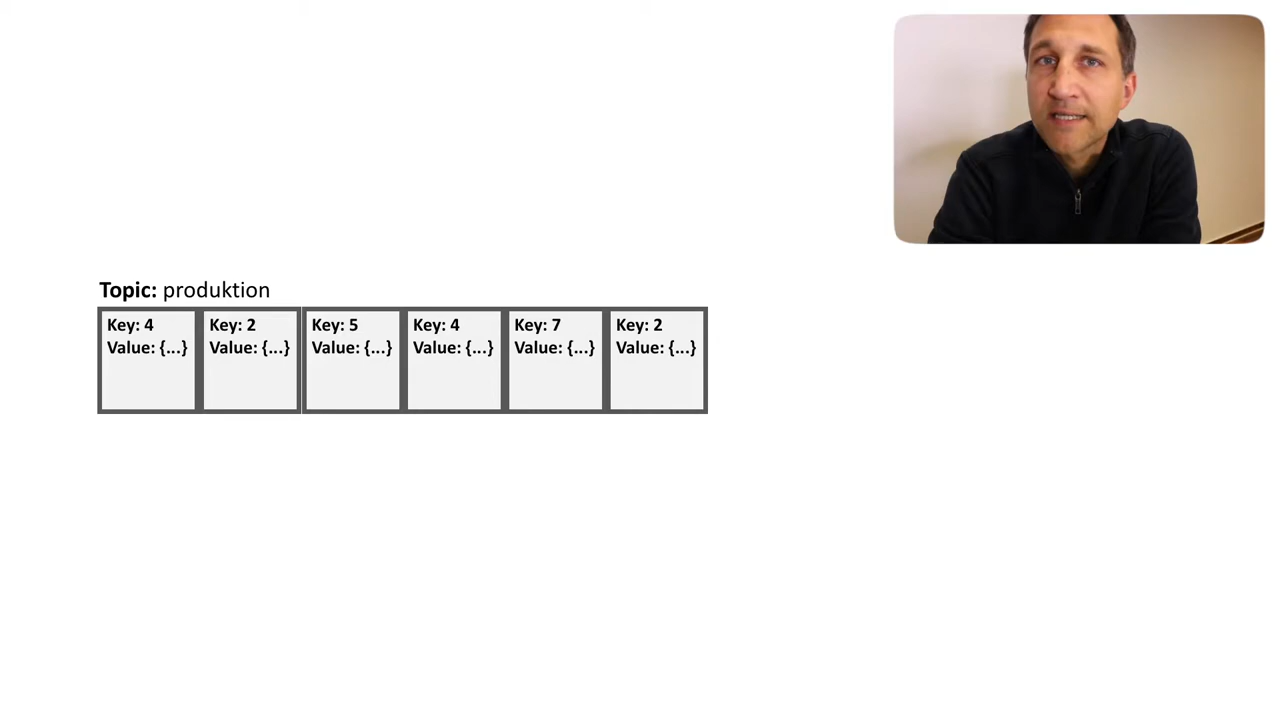 Topic: produktion
Key: 4
Value: {...}
Key: 2
Value: {...}
Key: 5
Value: {...}
Key: 4
Value: {...}
Key: 7
Value: {...}
Key: 2
Value: {...}